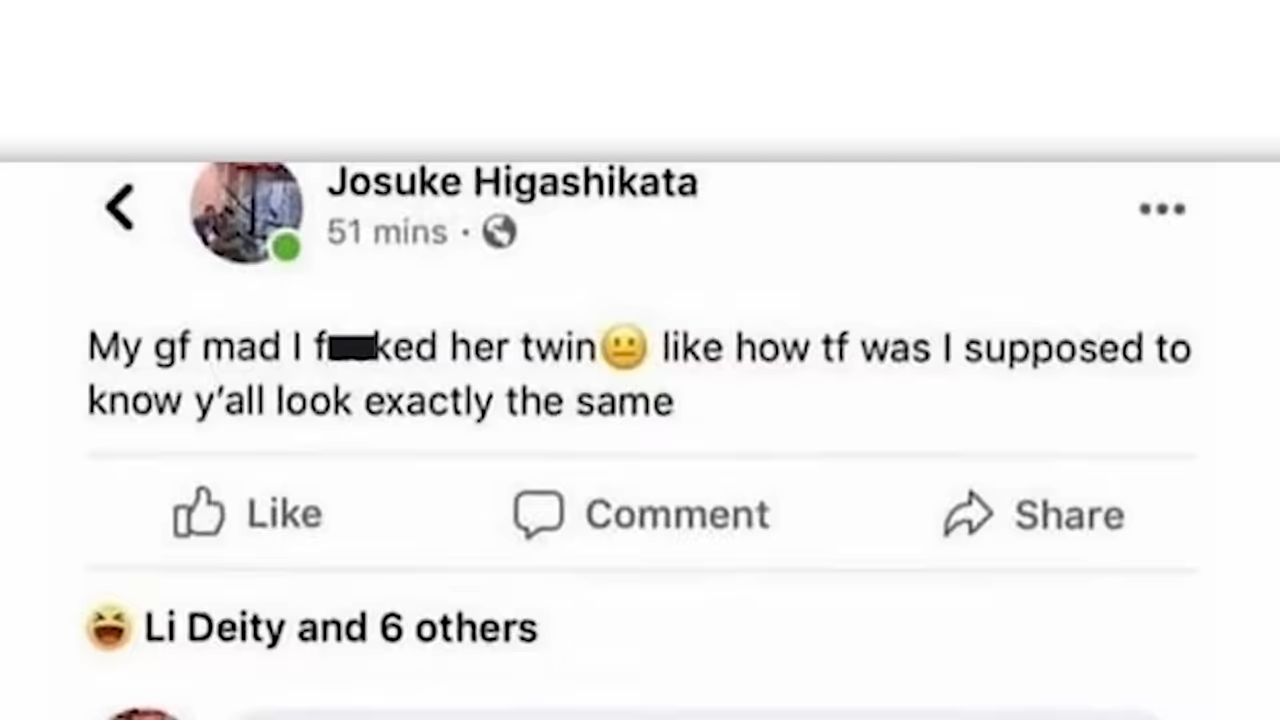 Josuke Higashikata
51 mins ·
My gf mad I f ked her twin😐 like how tf was I supposed to
know y'all look exactly the same
Like Comment Share
Li Deity and 6 others